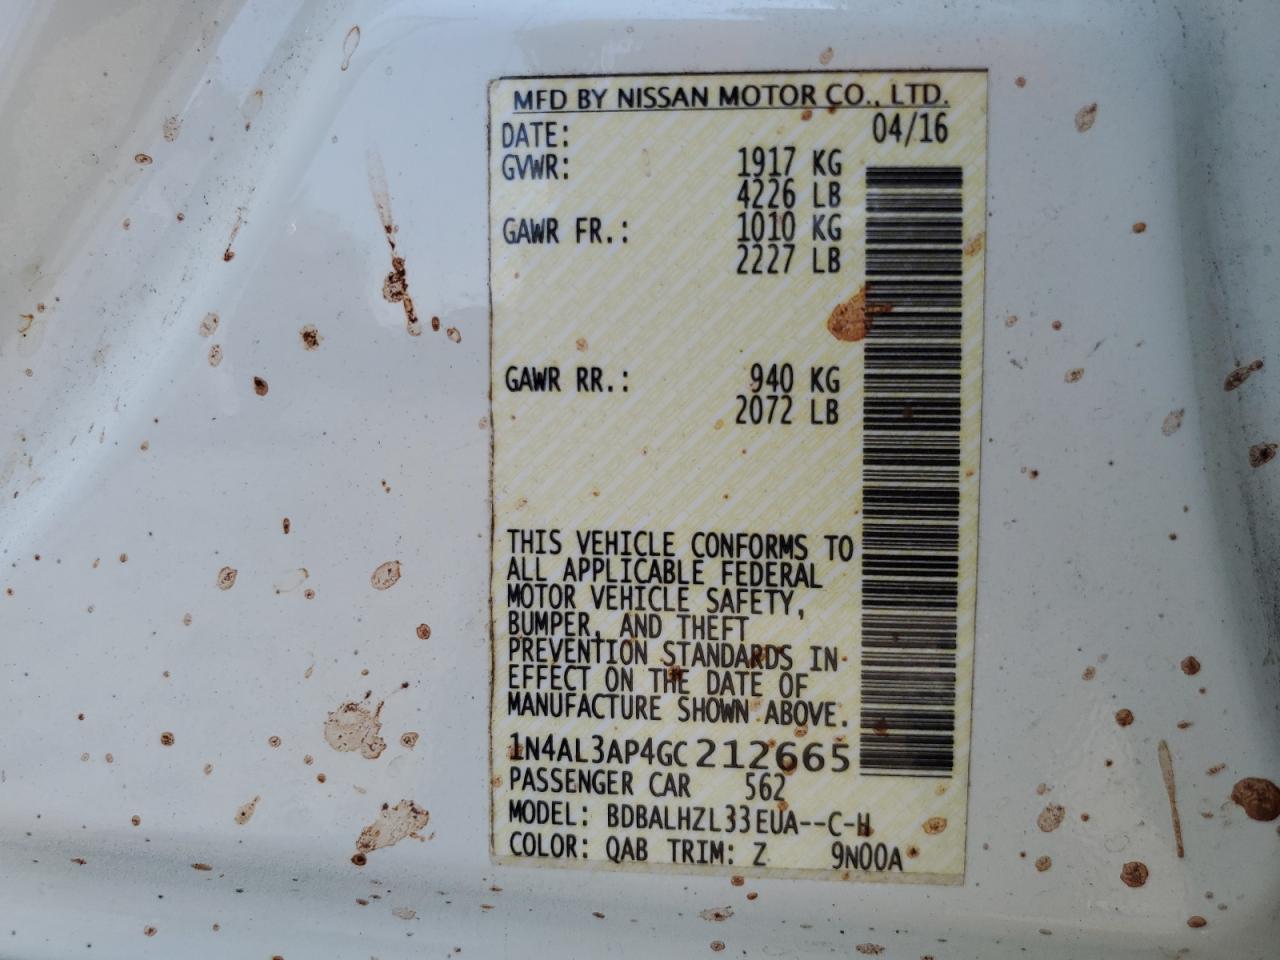 MFD BY NISSAN MOTOR CO., LTD.
DATE: 04/16
GVWR: 1917 KG
4226 LB
GAWR FR.: 1010 KG
2227 LB
GAWR RR.: 940 KG
2072 LB
THIS VEHICLE CONFORMS TO
ALL APPLICABLE FEDERAL
MOTOR VEHICLE SAFETY,
BUMPER, AND THEFT
PREVENTION STANDARDS IN
EFFECT ON THE DATE OF
MANUFACTURE SHOWN ABOVE.
1N4AL3AP4GC212665
PASSENGER CAR 562
MODEL: BDBALHZL33EUA--C-H
COLOR: QAB TRIM: Z 9N00A